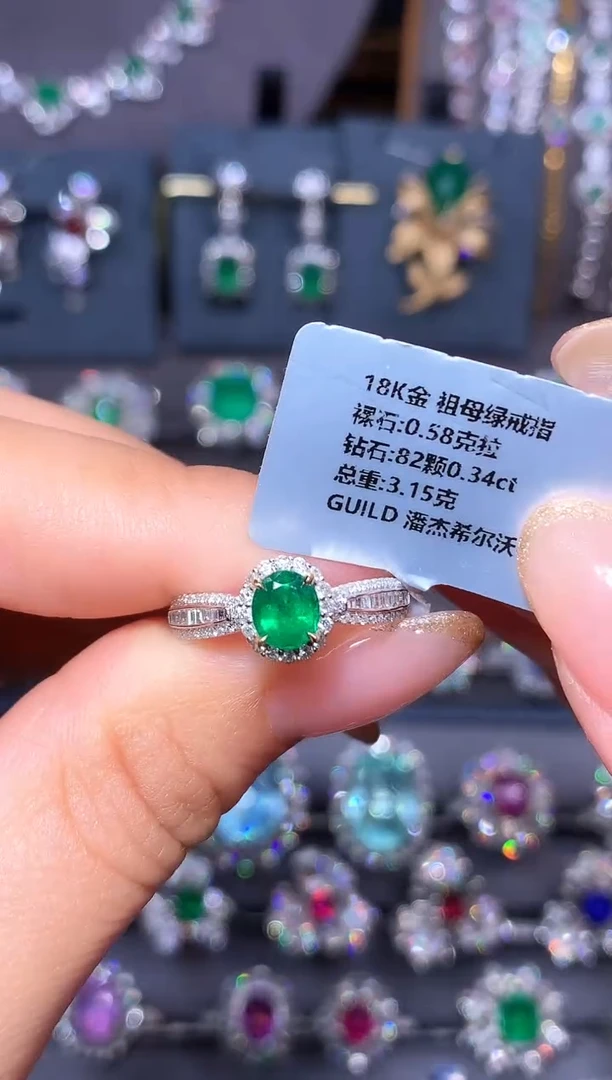 18K金 祖母绿戒指
裸石:0.58克拉
钻石:82颗0.34ct
总重:3.15克
GUILD 潘杰希尔沃